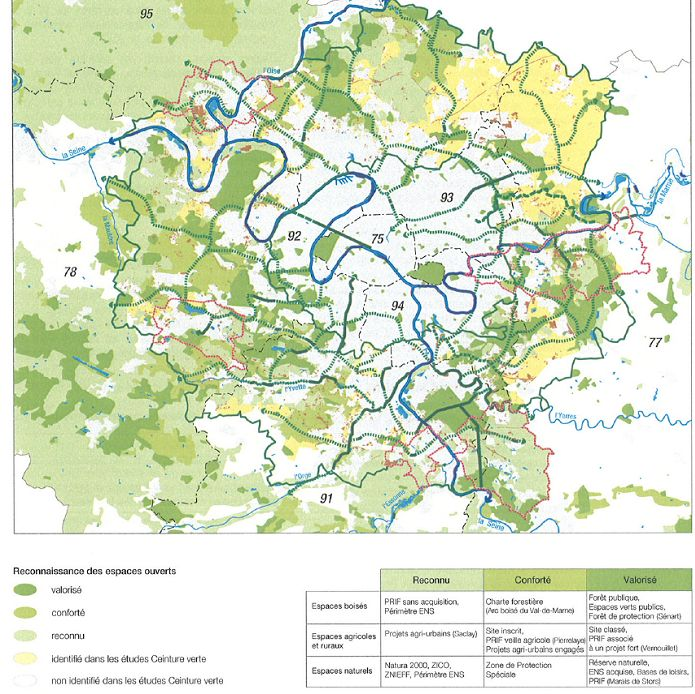 95
l'Oise
la Seine
la Marne
la Mauldre
93
92
75
78
94
77
l'Yvette
l'Yerres
l'Orge
91
l'Essonne
la Seine
Reconnaissance des espaces ouverts
valorisé
conforté
reconnu
identifié dans les études Ceinture verte
non identifié dans les études Ceinture verte
Reconnu Conforté Valorisé
Espaces boisés
PRIF sans acquisition,
Périmètre ENS
Charte forestière
(Arc boisé du Val-de-Marne)
Forêt publique,
Espaces verts publics,
Forêt de protection (Sénart)
Espaces agricoles
et ruraux
Projets agri-urbains (Saclay)
Site inscrit,
PRIF veille agricole (Pierrelaye)
Projets agri-urbains engagés
Site classé,
PRIF associé
à un projet fort (Vernouillet)
Espaces naturels
Natura 2000, ZICO,
ZNIEFF, Périmètre ENS
Zone de Protection
Spéciale
Réserve naturelle,
ENS acquise, Bases de loisirs,
PRIF (Marais de Stors)